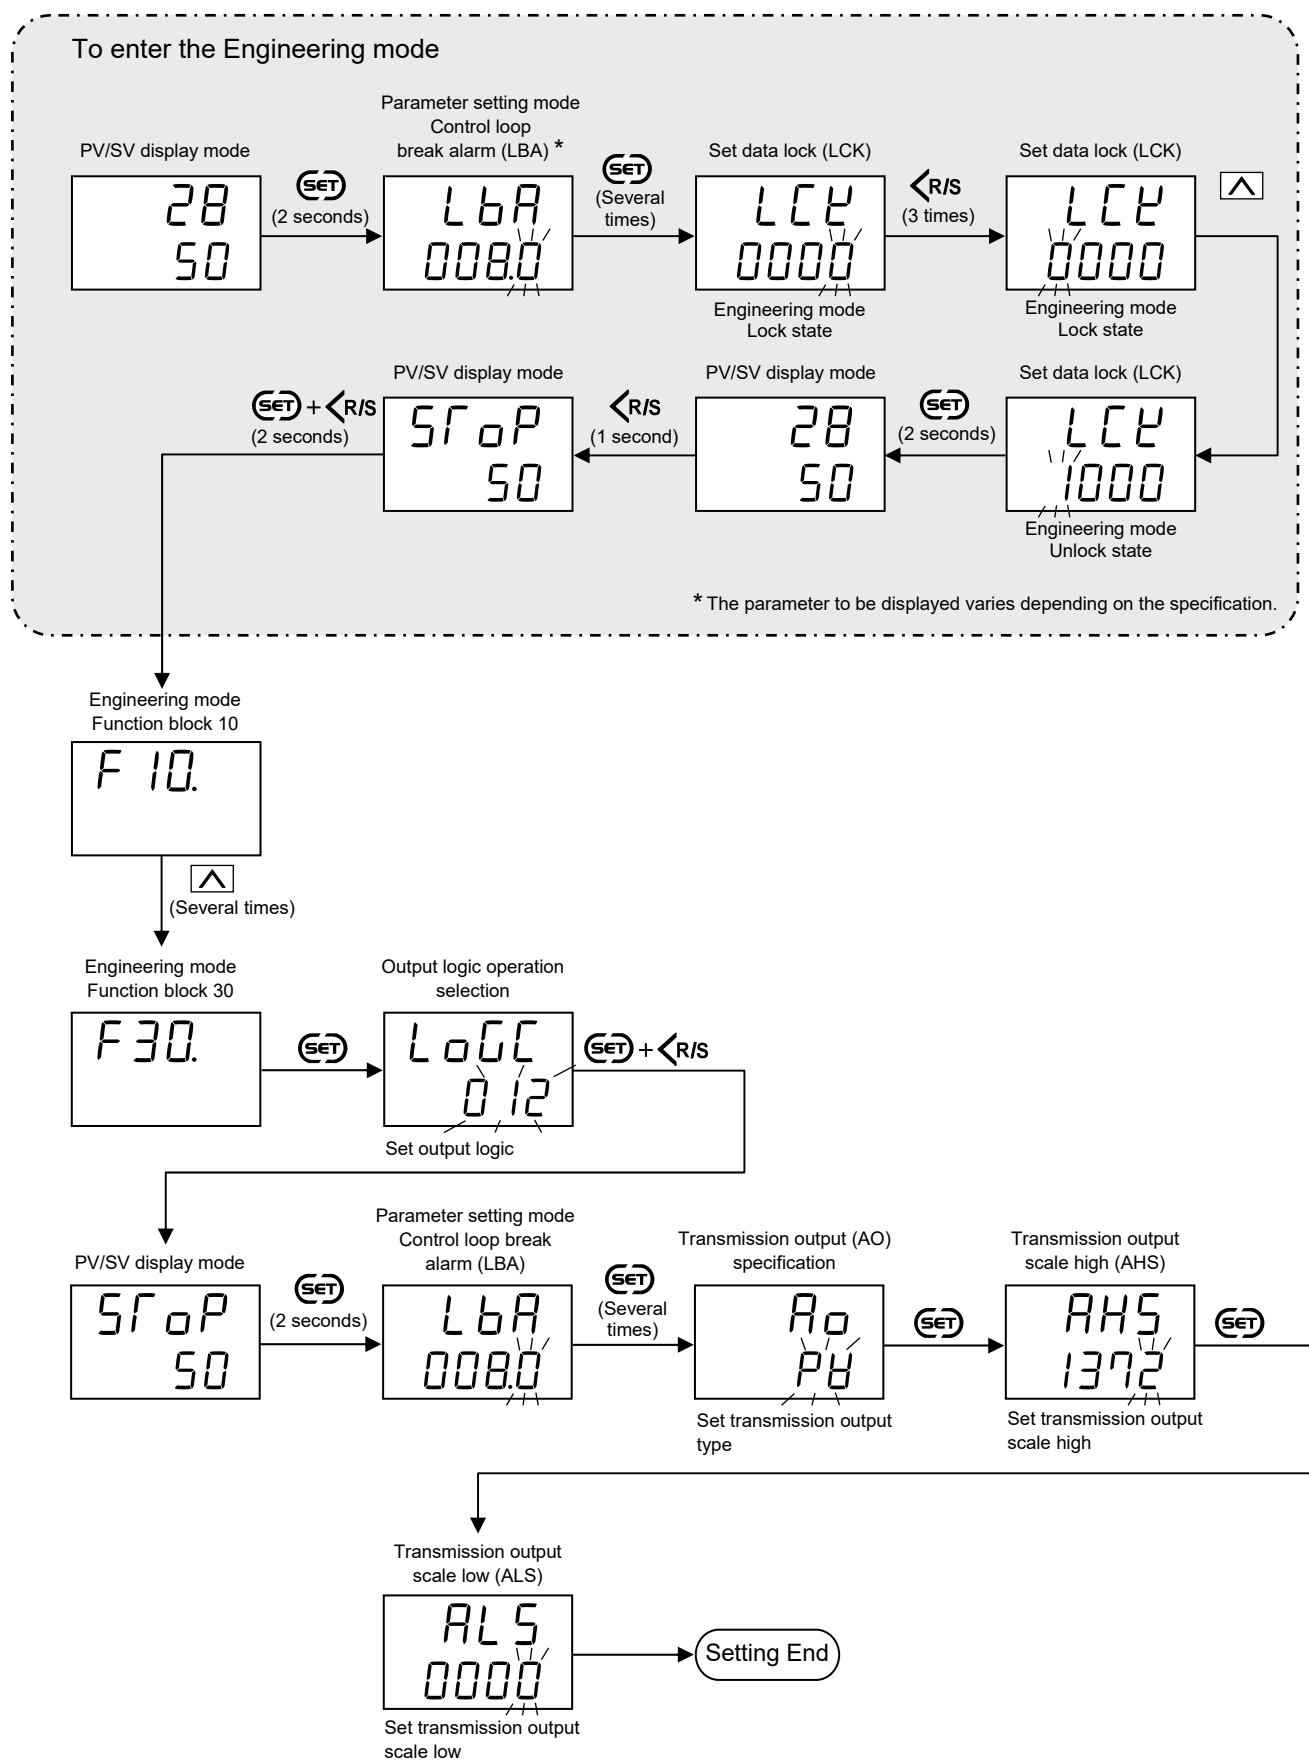 To enter the Engineering mode
PV/SV display mode
28
50
SET
(2 seconds)
Parameter setting mode
Control loop
break alarm (LBA) *
LbA
008.0
SET
(Several
times)
Set data lock (LCK)
LCK
0000
Engineering mode
Lock state
<R/S
(3 times)
Set data lock (LCK)
LCK
0000
Engineering mode
Lock state
Set data lock (LCK)
LCK
1000
Engineering mode
Unlock state
SET
(2 seconds)
PV/SV display mode
28
50
<R/S
(1 second)
PV/SV display mode
SToP
50
SET + <R/S
(2 seconds)
* The parameter to be displayed varies depending on the specification.
Engineering mode
Function block 10
F 10.
(Several times)
Engineering mode
Function block 30
F30.
SET
Output logic operation
selection
LoGC
012
Set output logic
SET + <R/S
PV/SV display mode
SToP
50
SET
(2 seconds)
Parameter setting mode
Control loop break
alarm (LBA)
LbA
008.0
SET
(Several
times)
Transmission output (AO)
specification
Ao
PV
Set transmission output
type
SET
Transmission output
scale high (AHS)
AHS
1372
Set transmission output
scale high
SET
Transmission output
scale low (ALS)
ALS
0000
Set transmission output
scale low
Setting End